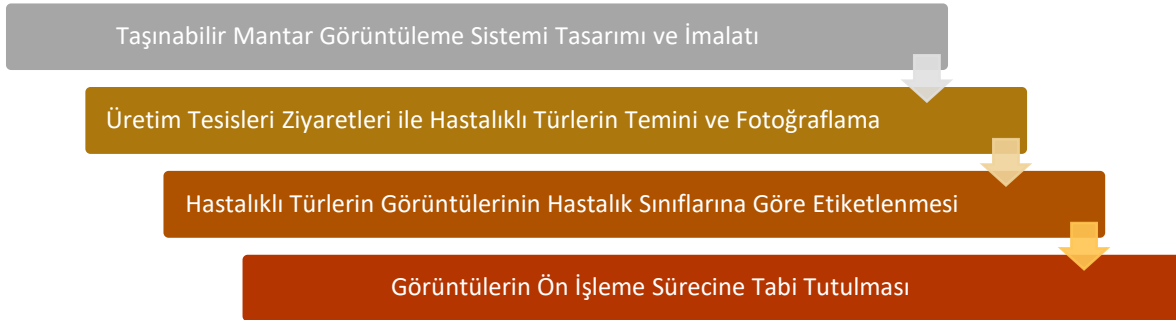 Taşınabilir Mantar Görüntüleme Sistemi Tasarımı ve İmalatı
Üretim Tesisleri Ziyaretleri ile Hastalıklı Türlerin Temini ve Fotoğraflama
Hastalıklı Türlerin Görüntülerinin Hastalık Sınıflarına Göre Etiketlenmesi
Görüntülerin Ön İşleme Sürecine Tabi Tutulması